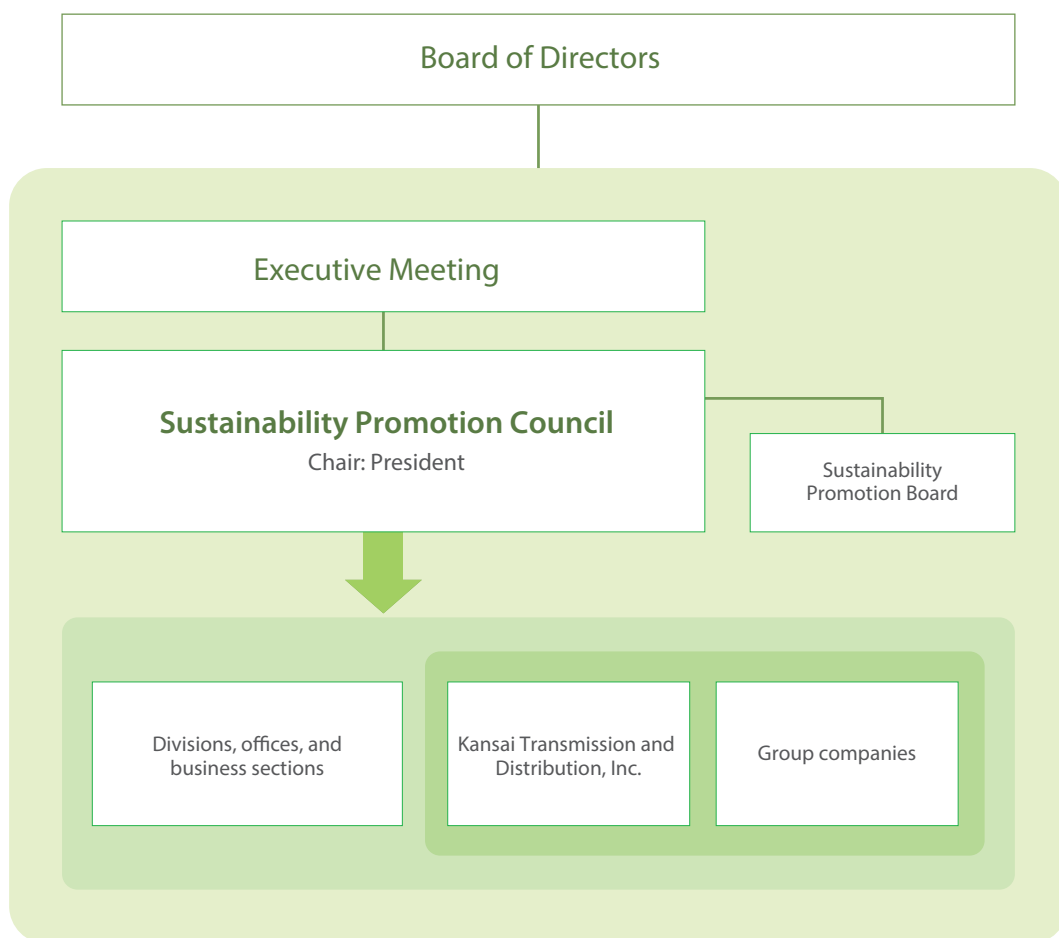 Board of Directors
Executive Meeting
Sustainability Promotion Council
Chair: President
Sustainability
Promotion Board
Divisions, offices, and
business sections
Kansai Transmission and
Distribution, Inc.
Group companies